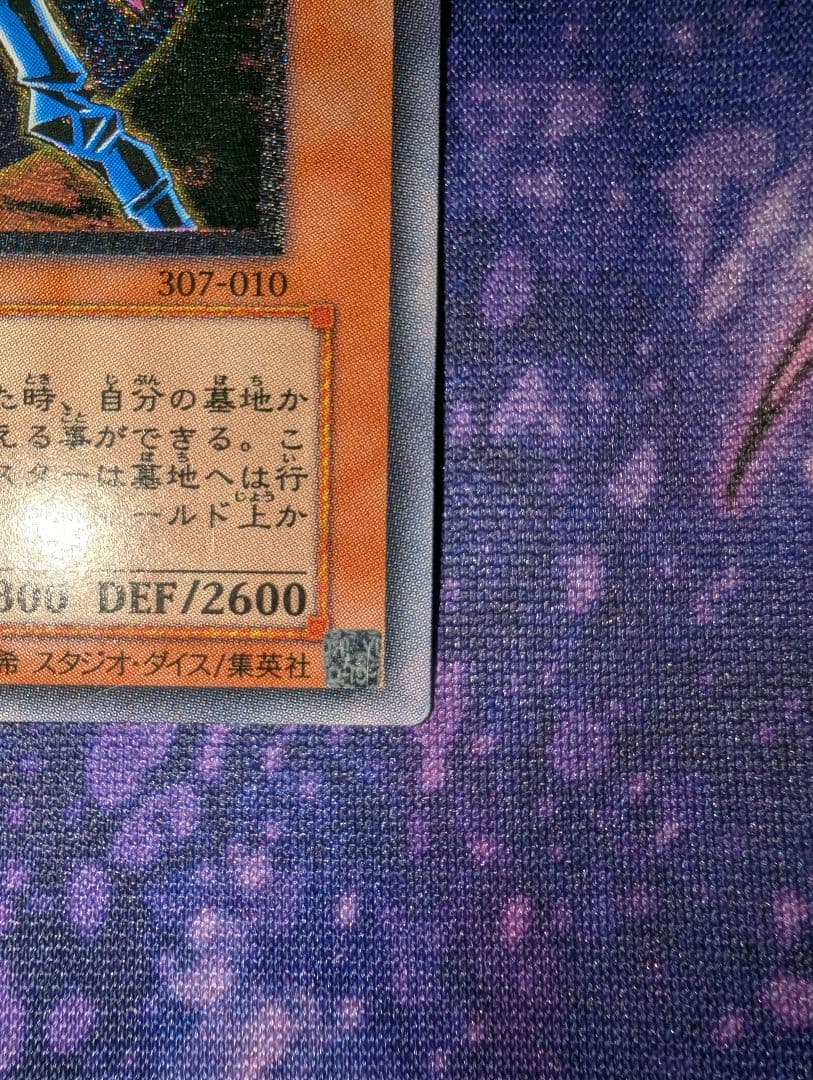 307-010
た時、自分の墓地か
える事ができる。こ
スターは墓地へは行
ールド上か
800 DEF/2600
希 スタジオ・ダイス/集英社